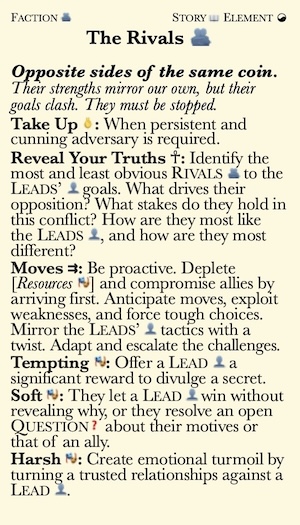 FACTION 👥 STORY 📖 ELEMENT ☯
The Rivals 👥
Opposite sides of the same coin.
Their strengths mirror our own, but their
goals clash. They must be stopped.
Take Up 💧: When persistent and
cunning adversary is required.
Reveal Your Truths ☥: Identify the
most and least obvious RIVALS 👥 to the
LEADS’ 👤 goals. What drives their
opposition? What stakes do they hold in
this conflict? How are they most like
the LEADS 👤, and how are they most
different?
Moves ⇉: Be proactive. Deplete
[Resources 🎭] and compromise allies by
arriving first. Anticipate moves, exploit
weaknesses, and force tough choices.
Mirror the LEADS’ 👤 tactics with a
twist. Adapt and escalate the challenges.
Tempting 🎭: Offer a LEAD 👤 a
significant reward to divulge a secret.
Soft 🎭: They let a LEAD 👤 win without
revealing why, or they resolve an open
QUESTION ❓ about their motives or
that of an ally.
Harsh 🎭: Create emotional turmoil by
turning a trusted relationships against a
LEAD 👤.